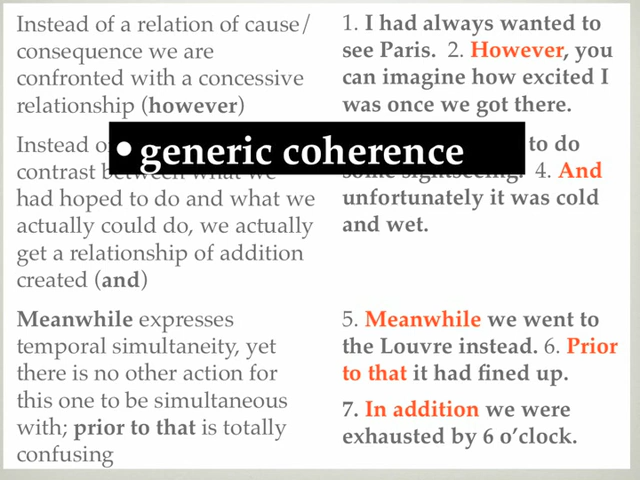 Instead of a relation of cause/
consequence we are
confronted with a concessive
relationship (however)
Instead of
contrast between what we
had hoped to do and what we
actually could do, we actually
get a relationship of addition
created (and)
Meanwhile expresses
temporal simultaneity, yet
there is no other action for
this one to be simultaneous
with; prior to that is totally
confusing
• generic coherence
1. I had always wanted to
see Paris. 2. However, you
can imagine how excited I
was once we got there.
to do
some sightseeing. 4. And
unfortunately it was cold
and wet.
5. Meanwhile we went to
the Louvre instead. 6. Prior
to that it had fined up.
7. In addition we were
exhausted by 6 o'clock.